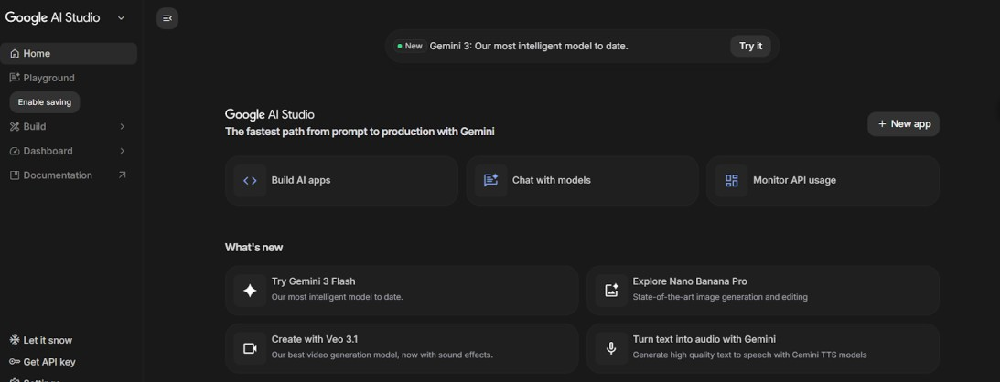 Google AI Studio
Home
Playground
Enable saving
Build
Dashboard
Documentation
Let it snow
Get API key
Settings
New Gemini 3: Our most intelligent model to date. Try it
Google AI Studio
The fastest path from prompt to production with Gemini
+ New app
Build AI apps
Chat with models
Monitor API usage
What's new
Try Gemini 3 Flash
Our most intelligent model to date.
Explore Nano Banana Pro
State-of-the-art image generation and editing
Create with Veo 3.1
Our best video generation model, now with sound effects.
Turn text into audio with Gemini
Generate high quality text to speech with Gemini TTS models